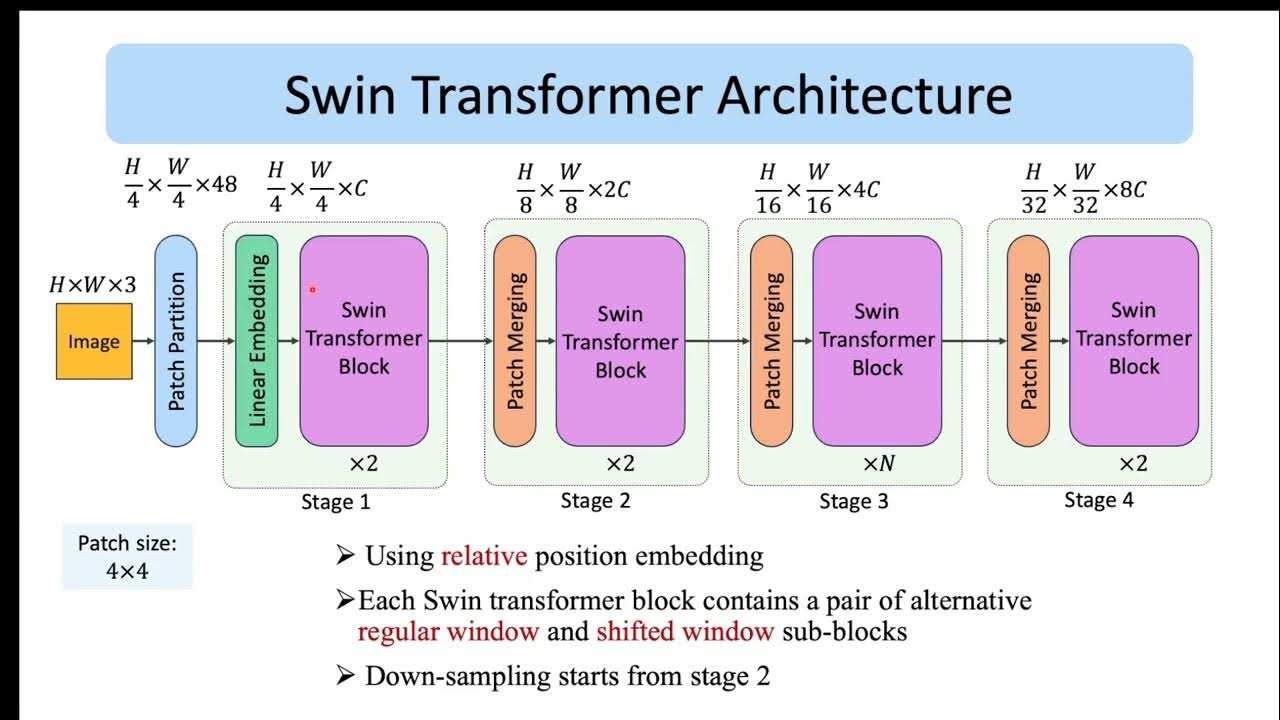 Swin Transformer Architecture
H/4 × W/4 ×48
H/4 × W/4 ×C
H/8 × W/8 ×2C
H/16 × W/16 ×4C
H/32 × W/32 ×8C
H×W×3
Image
Patch Partition
Linear Embedding
Swin
Transformer
Block
×2
Stage 1
Patch Merging
Swin
Transformer
Block
×2
Stage 2
Patch Merging
Swin
Transformer
Block
×N
Stage 3
Patch Merging
Swin
Transformer
Block
×2
Stage 4
Patch size:
4×4
➢ Using relative position embedding
➢Each Swin transformer block contains a pair of alternative
regular window and shifted window sub-blocks
➢ Down-sampling starts from stage 2